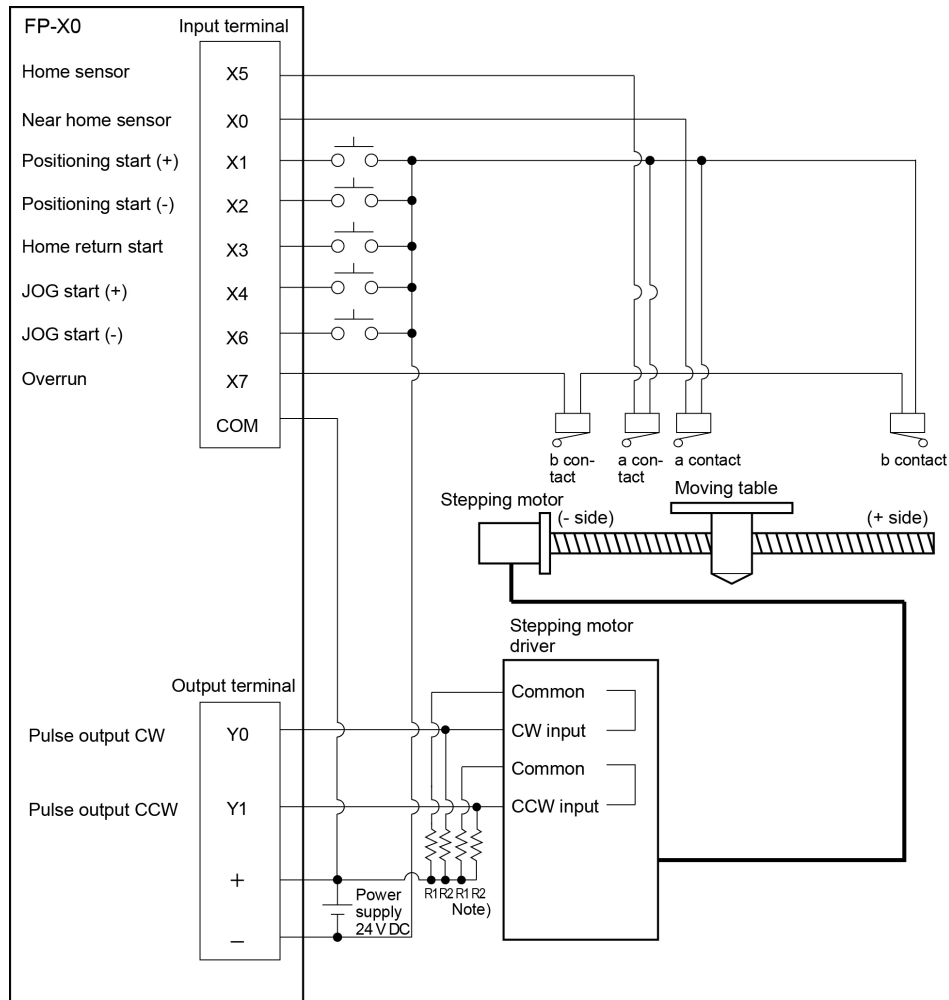 FP-X0
Input terminal
Home sensor
X5
Near home sensor
X0
Positioning start (+)
X1
Positioning start (-)
X2
Home return start
X3
JOG start (+)
X4
JOG start (-)
X6
Overrun
X7
COM
b con-
tact
a con-
tact
a contact
b contact
Moving table
Stepping motor
(- side)
(+ side)
Stepping motor
driver
Output terminal
Common
Pulse output CW
Y0
CW input
Common
Pulse output CCW
Y1
CCW input
+
Power
supply
24 V DC
R1 R2 R1 R2
Note)
−